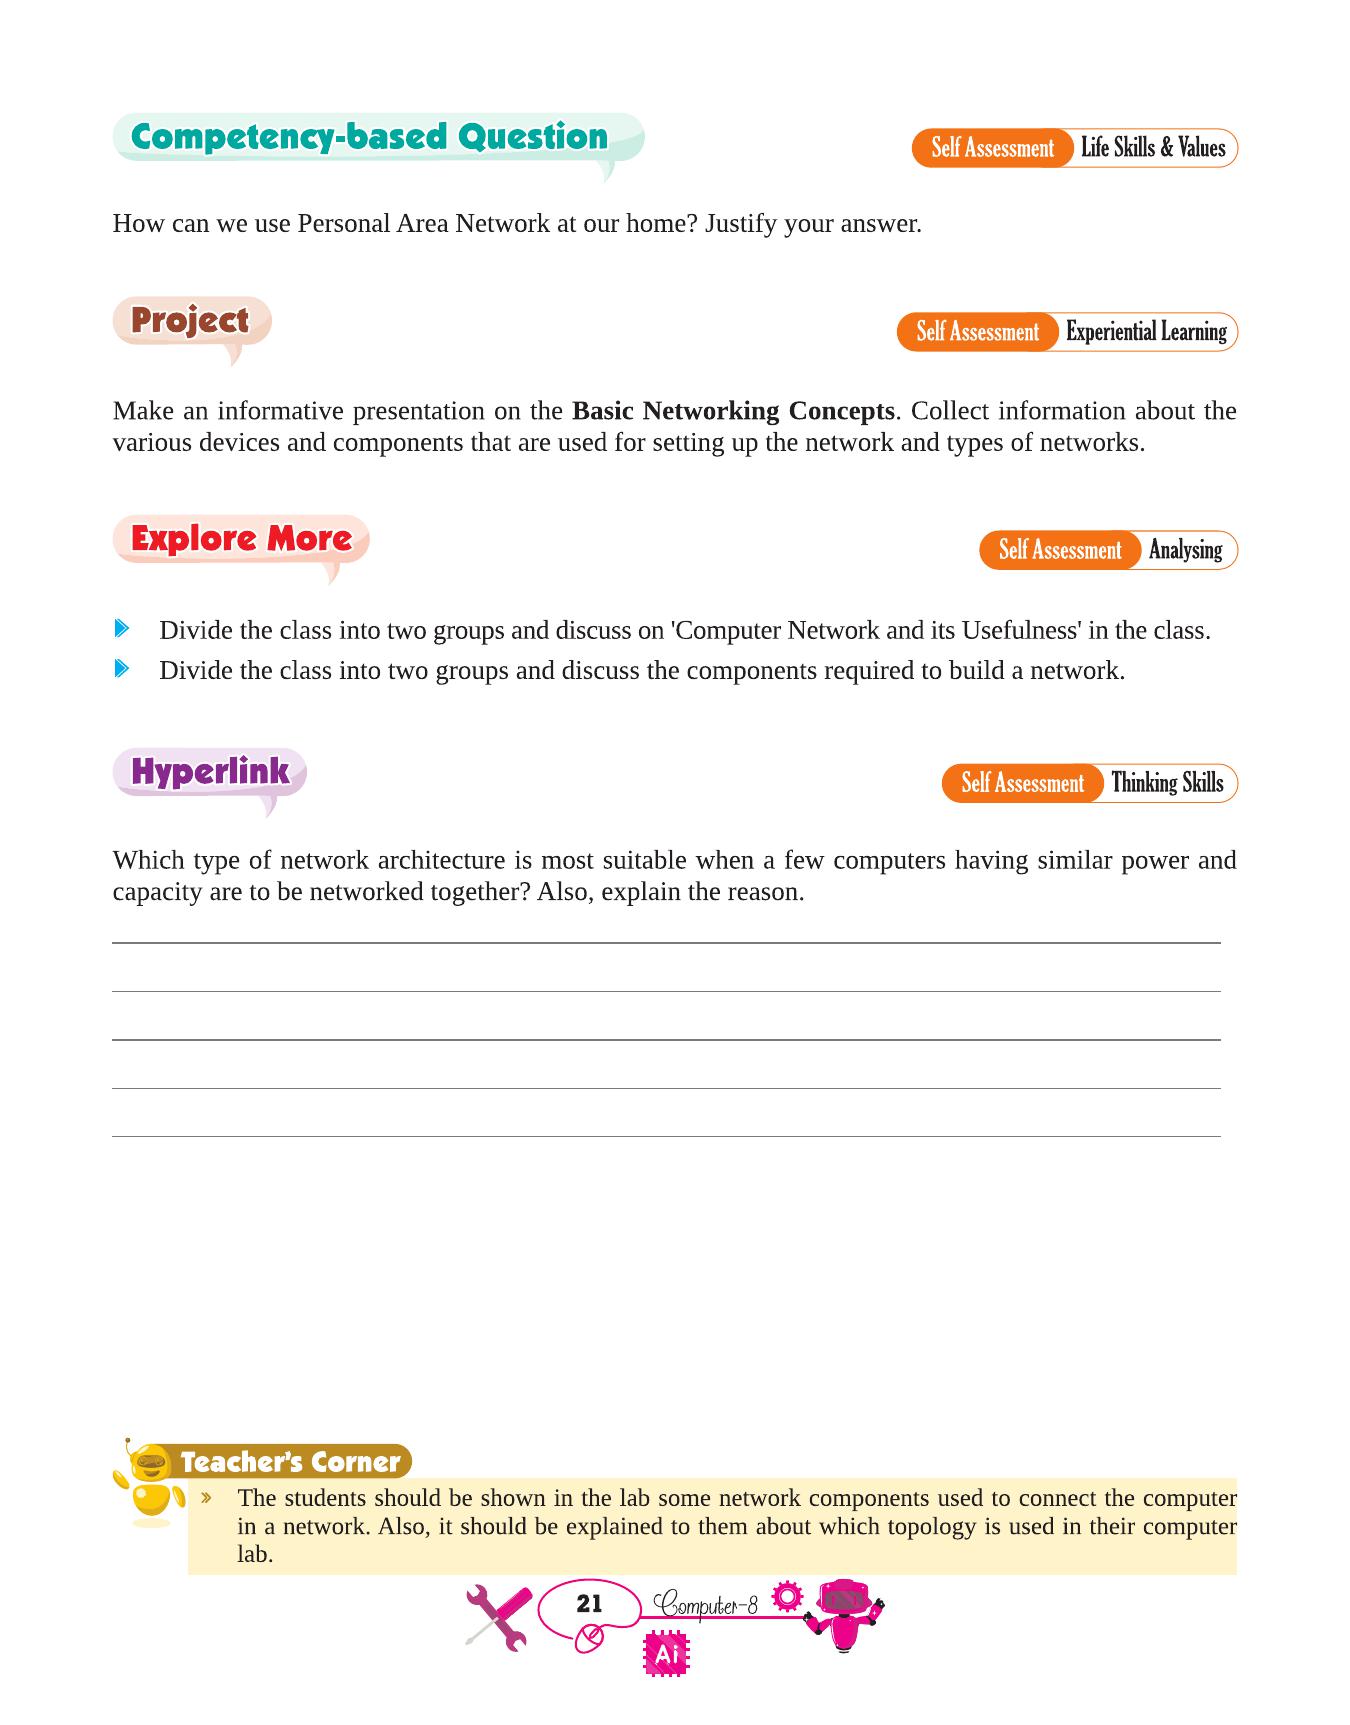 Competency-based Question
Self Assessment Life Skills & Values
How can we use Personal Area Network at our home? Justify your answer.
Project
Self Assessment Experiential Learning
Make an informative presentation on the Basic Networking Concepts. Collect information about the
various devices and components that are used for setting up the network and types of networks.
Explore More
Self Assessment Analysing
Divide the class into two groups and discuss on 'Computer Network and its Usefulness' in the class.
Divide the class into two groups and discuss the components required to build a network.
Hyperlink
Self Assessment Thinking Skills
Which type of network architecture is most suitable when a few computers having similar power and
capacity are to be networked together? Also, explain the reason.
Teacher's Corner
» The students should be shown in the lab some network components used to connect the computer
in a network. Also, it should be explained to them about which topology is used in their computer
lab.
21 Computer-8
Ai